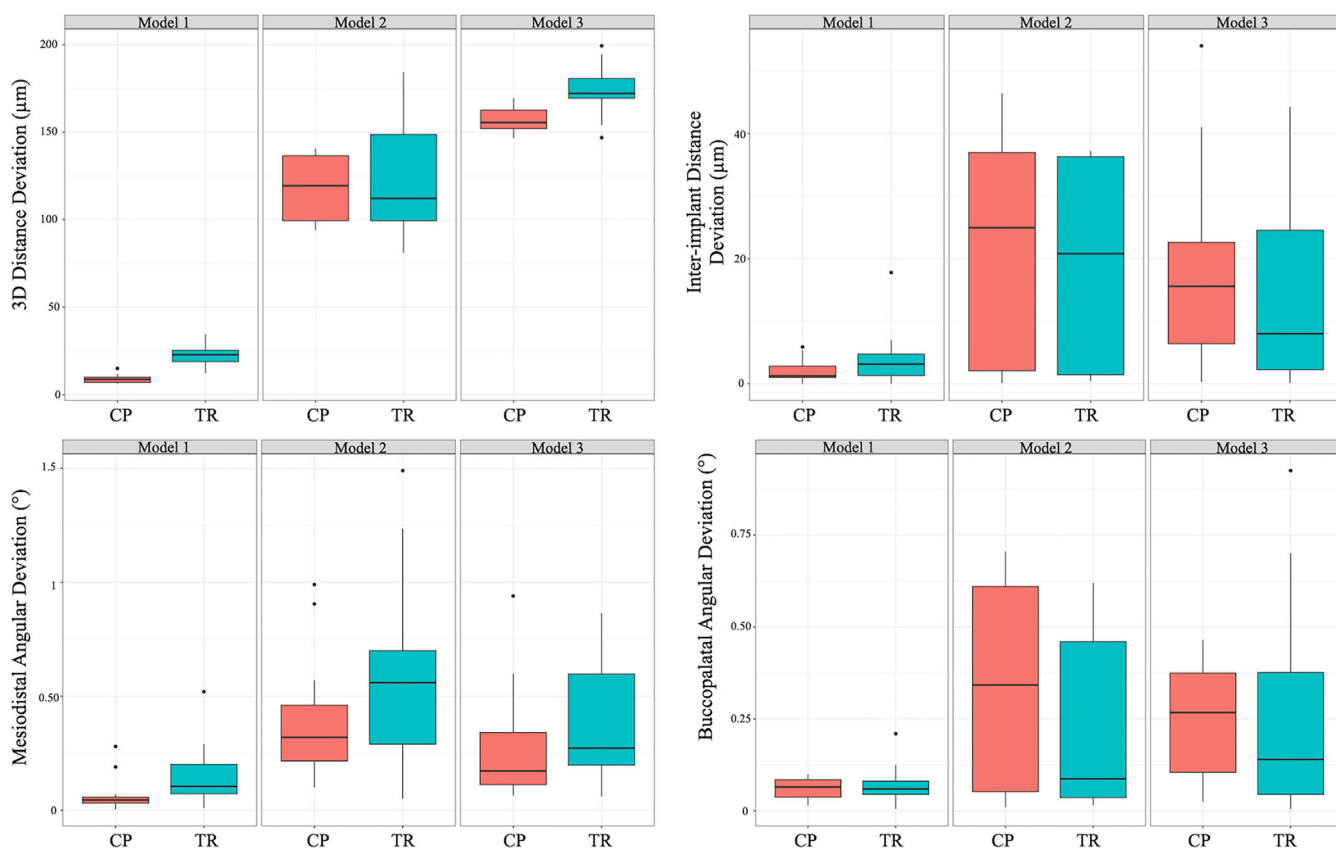 Model 1
Model 2
Model 3
3D Distance Deviation (μm)
200
150
100
50
0
CP
TR
CP
TR
CP
TR
Model 1
Model 2
Model 3
Inter-implant Distance
Deviation (μm)
40
20
0
CP
TR
CP
TR
CP
TR
Model 1
Model 2
Model 3
Mesiodistal Angular Deviation (°)
1.5
1
0.50
0
CP
TR
CP
TR
CP
TR
Model 1
Model 2
Model 3
Buccopalatal Angular Deviation (°)
0.75
0.50
0.25
0
CP
TR
CP
TR
CP
TR